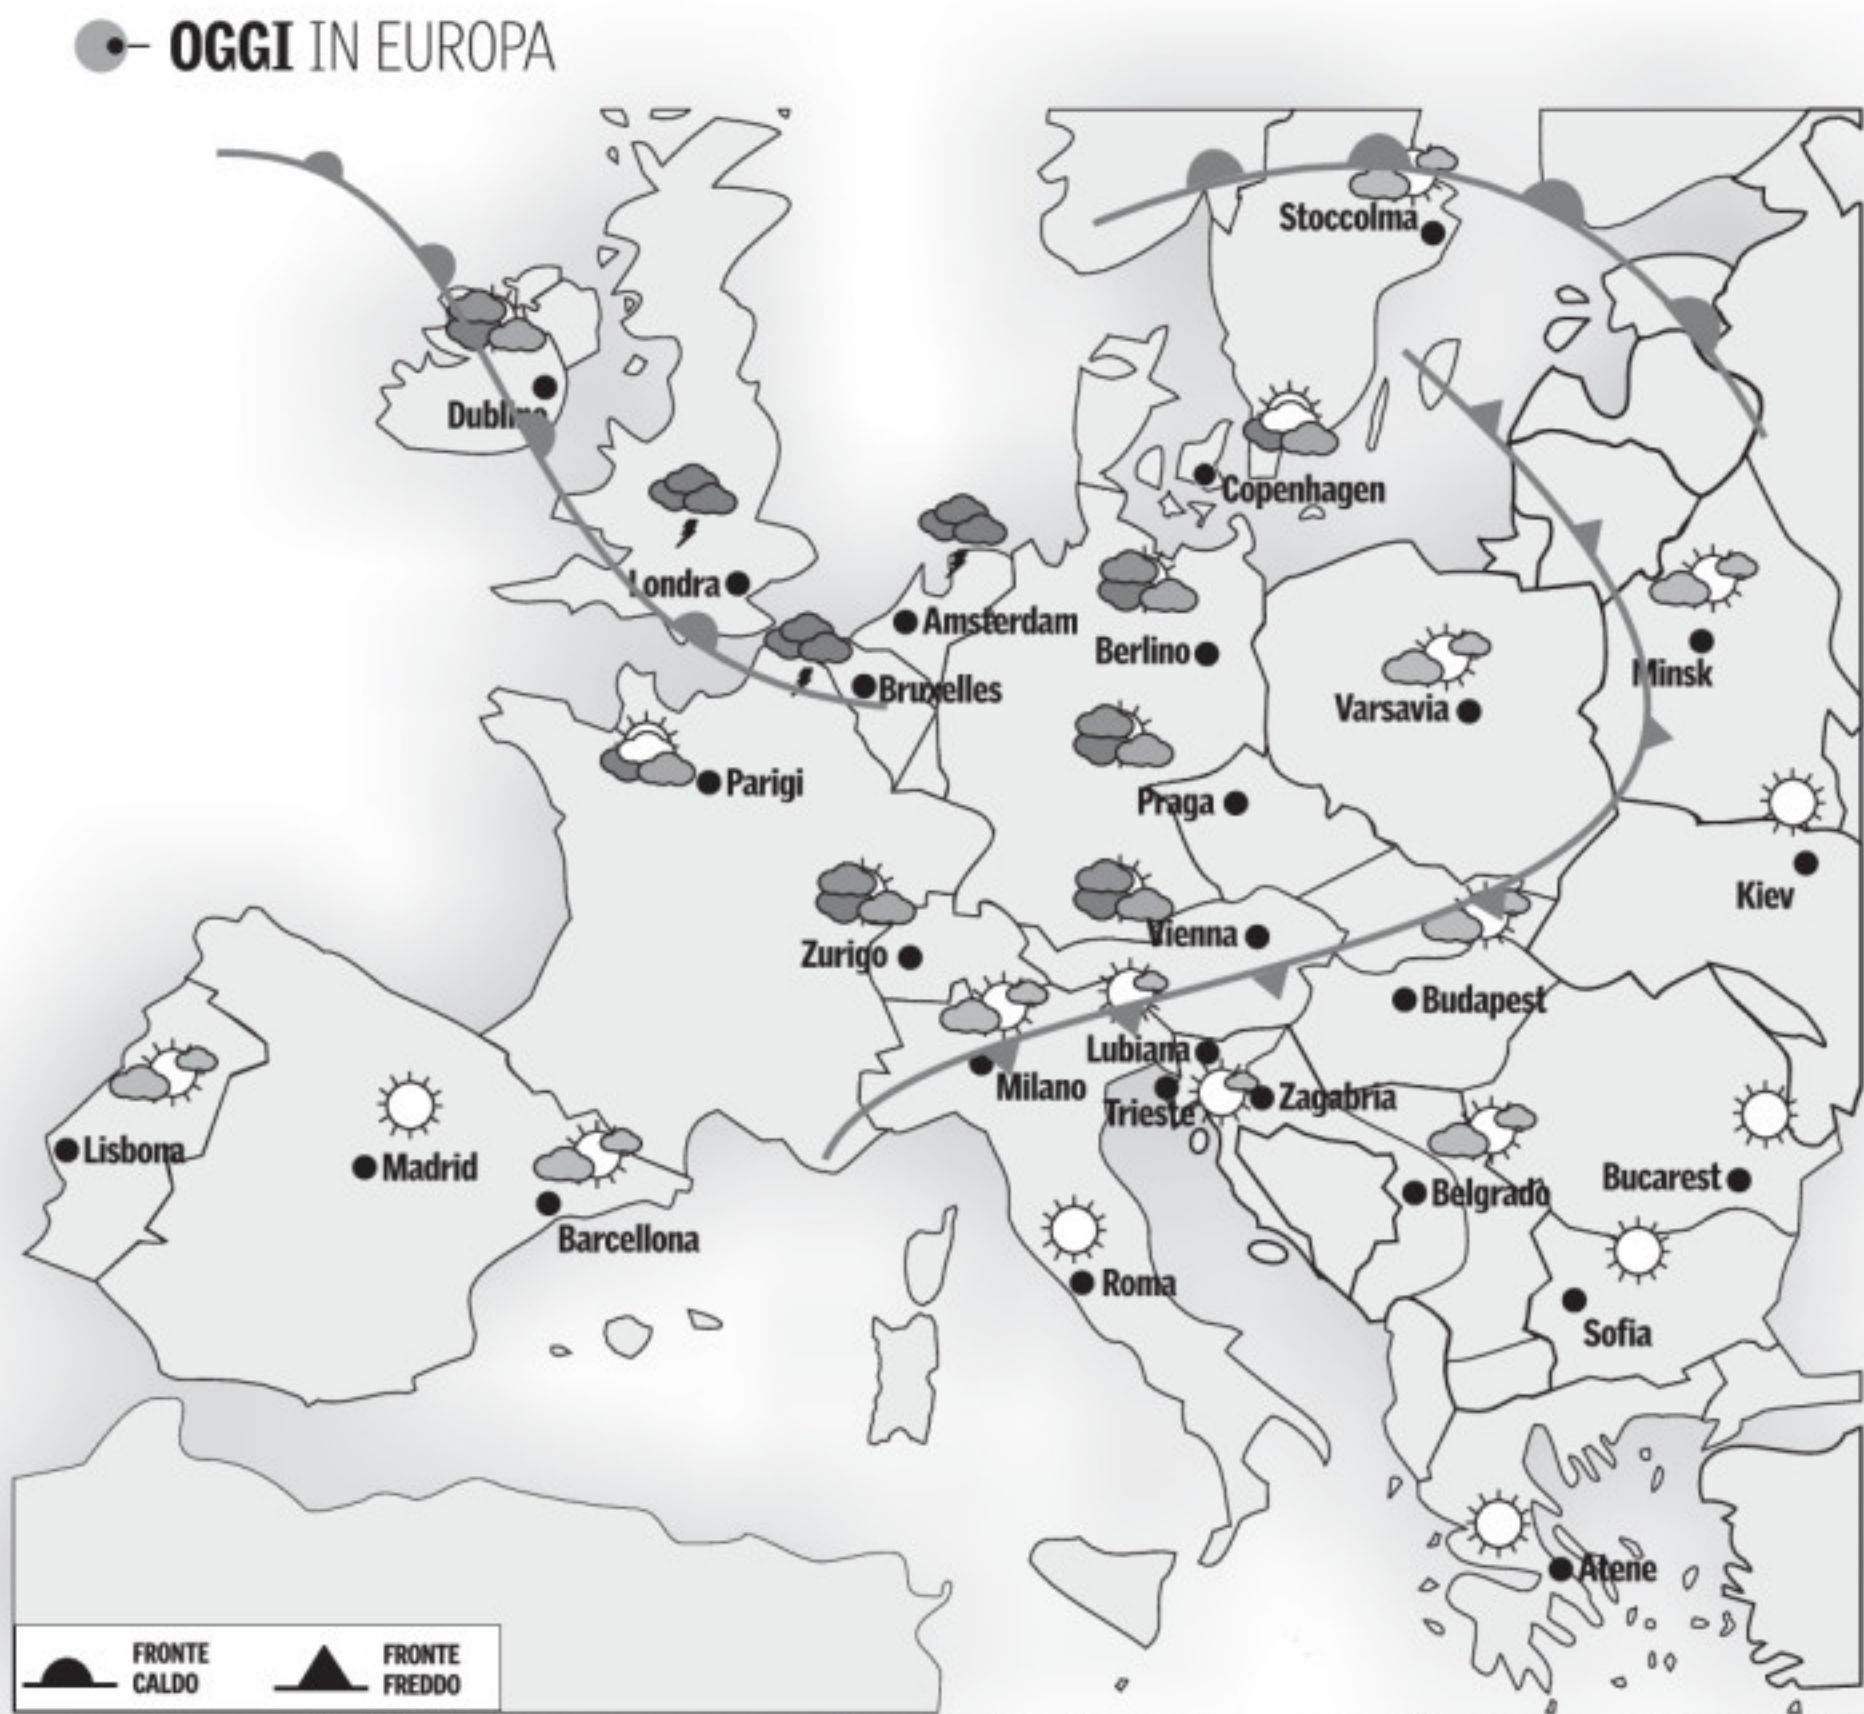 OGGI IN EUROPA
Stoccolma
Dublino
Copenhagen
Londra
Amsterdam
Berlino
Minsk
Bruxelles
Varsavia
Parigi
Praga
Kiev
Vienna
Zurigo
Budapest
Lubiana
Milano
Trieste
Zagabria
Lisbona
Madrid
Bucarest
Belgrado
Barcellona
Roma
Sofia
Atene
FRONTE
CALDO
FRONTE
FREDDO